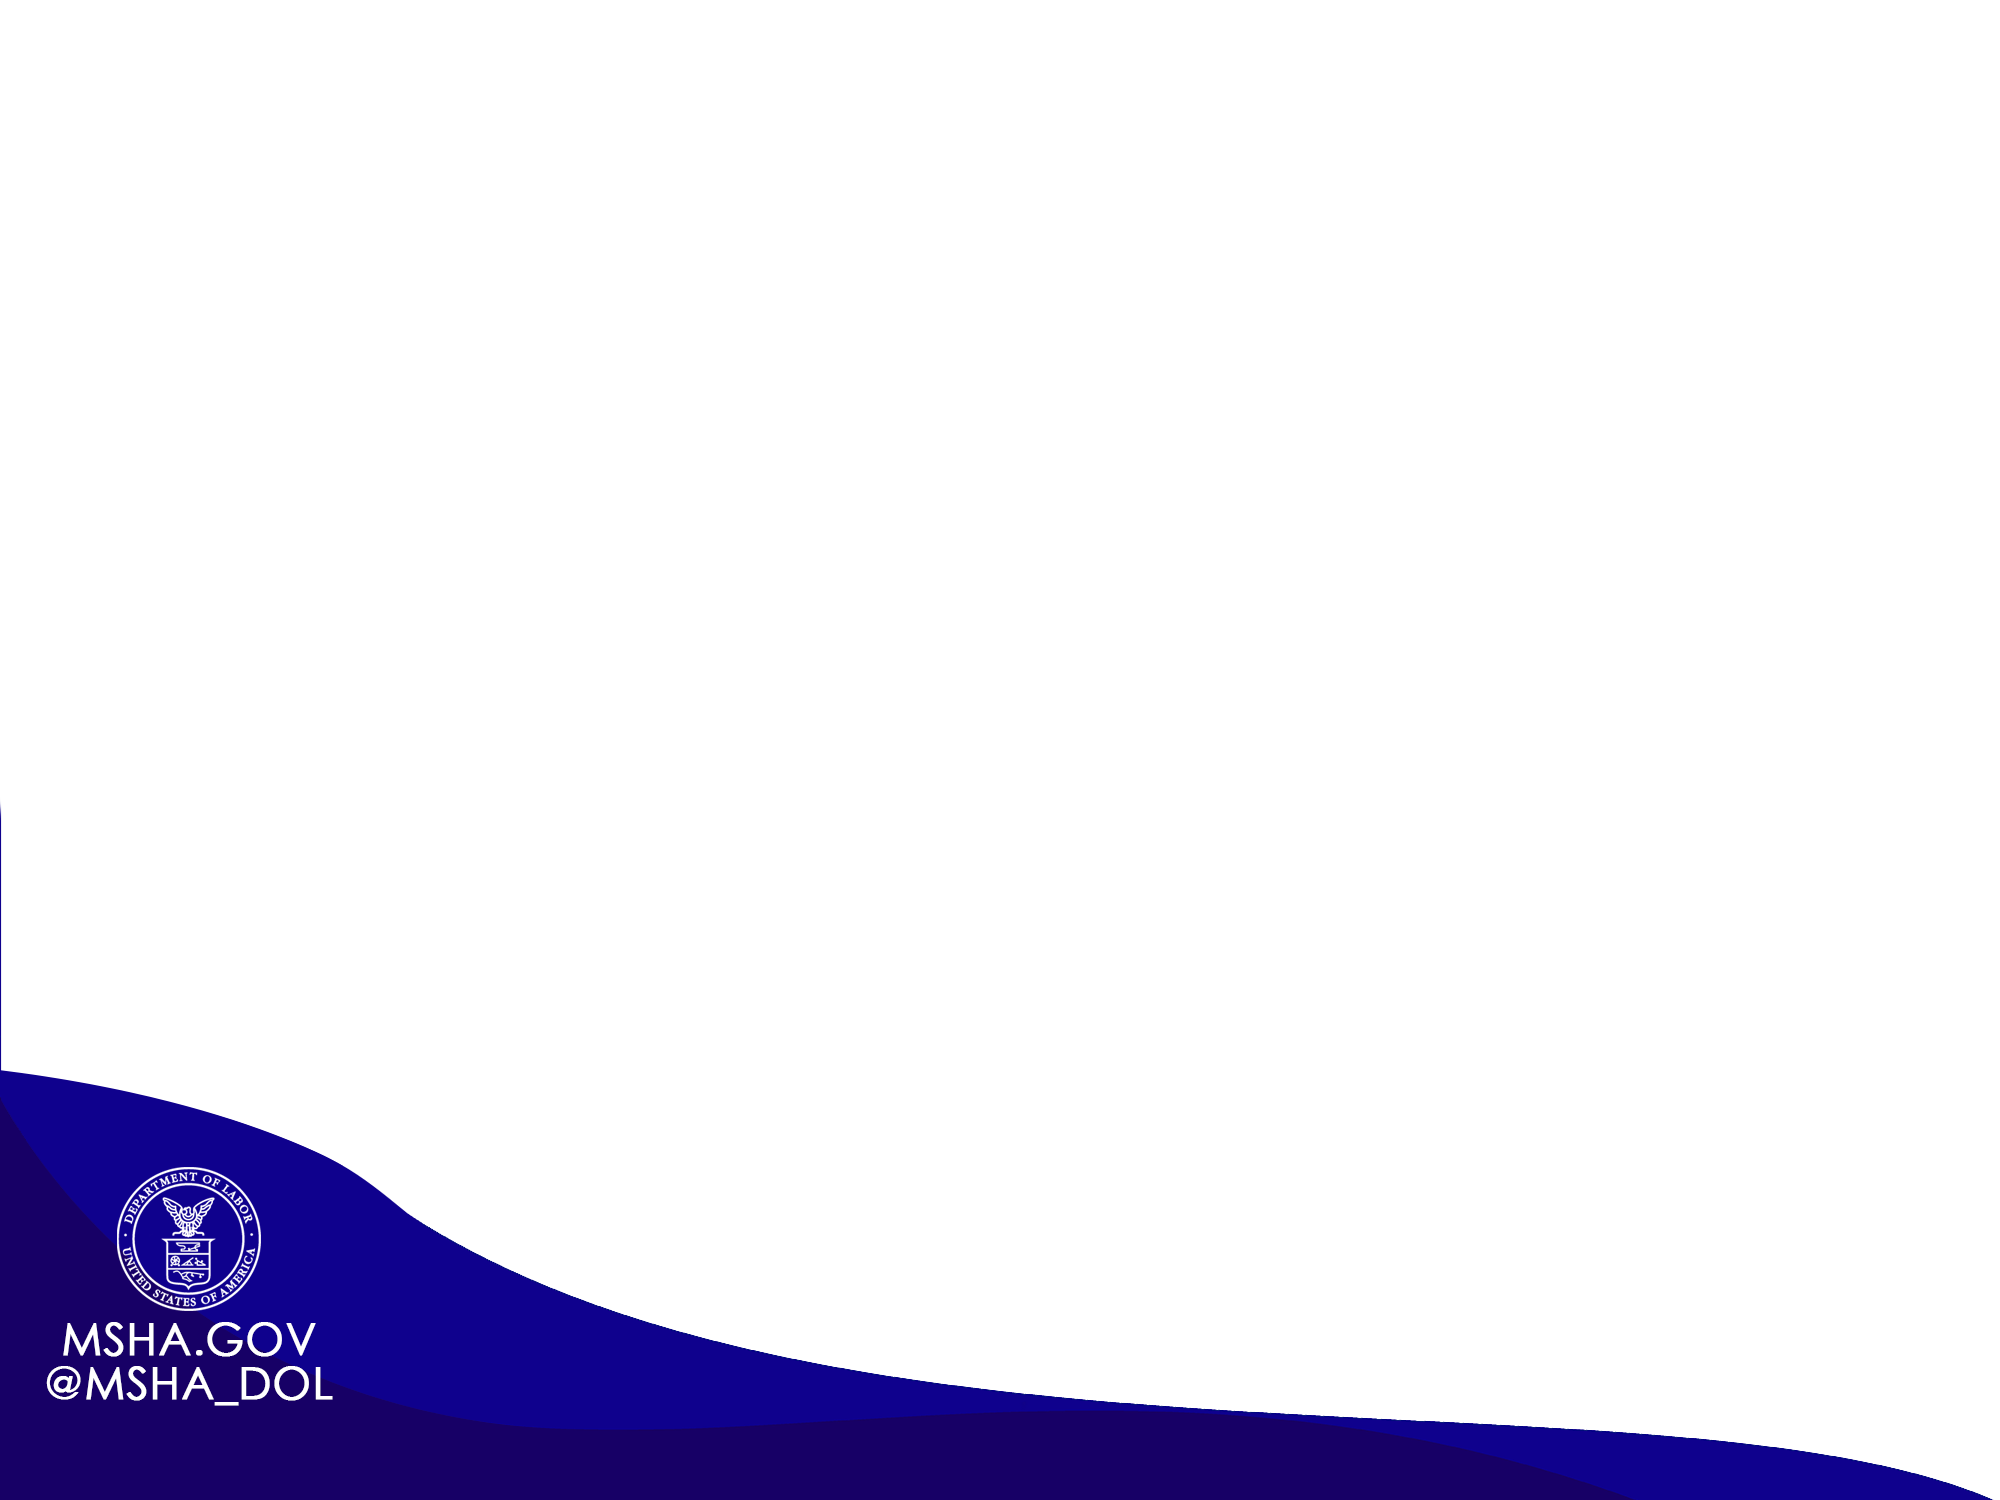 DEPARTMENT OF LABOR
UNITED STATES OF AMERICA
MSHA.GOV
@MSHA_DOL